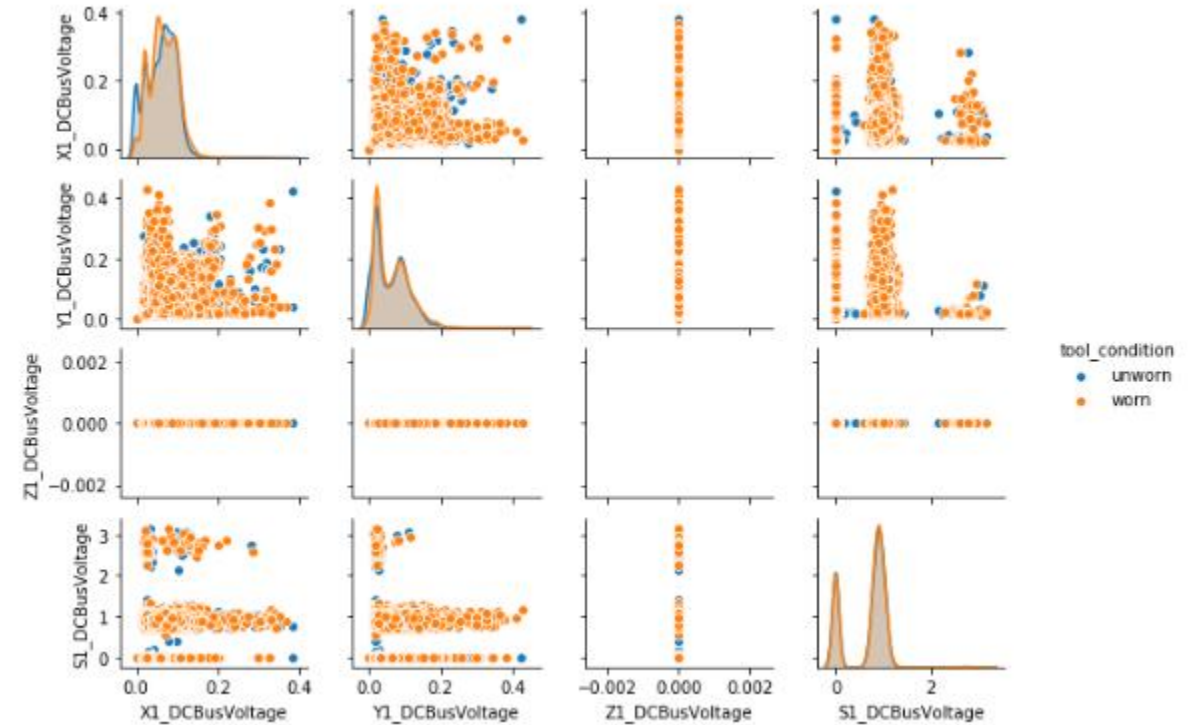 X1_DCBusVoltage
0.4
0.2
0.0
Y1_DCBusVoltage
0.4
0.2
0.0
Z1_DCBusVoltage
0.002
0.000
−0.002
tool_condition
unworn
worn
S1_DCBusVoltage
3
2
1
0
0.0 0.2 0.4
0.0 0.2 0.4
−0.002 0.000 0.002
0 2
X1_DCBusVoltage
Y1_DCBusVoltage
Z1_DCBusVoltage
S1_DCBusVoltage